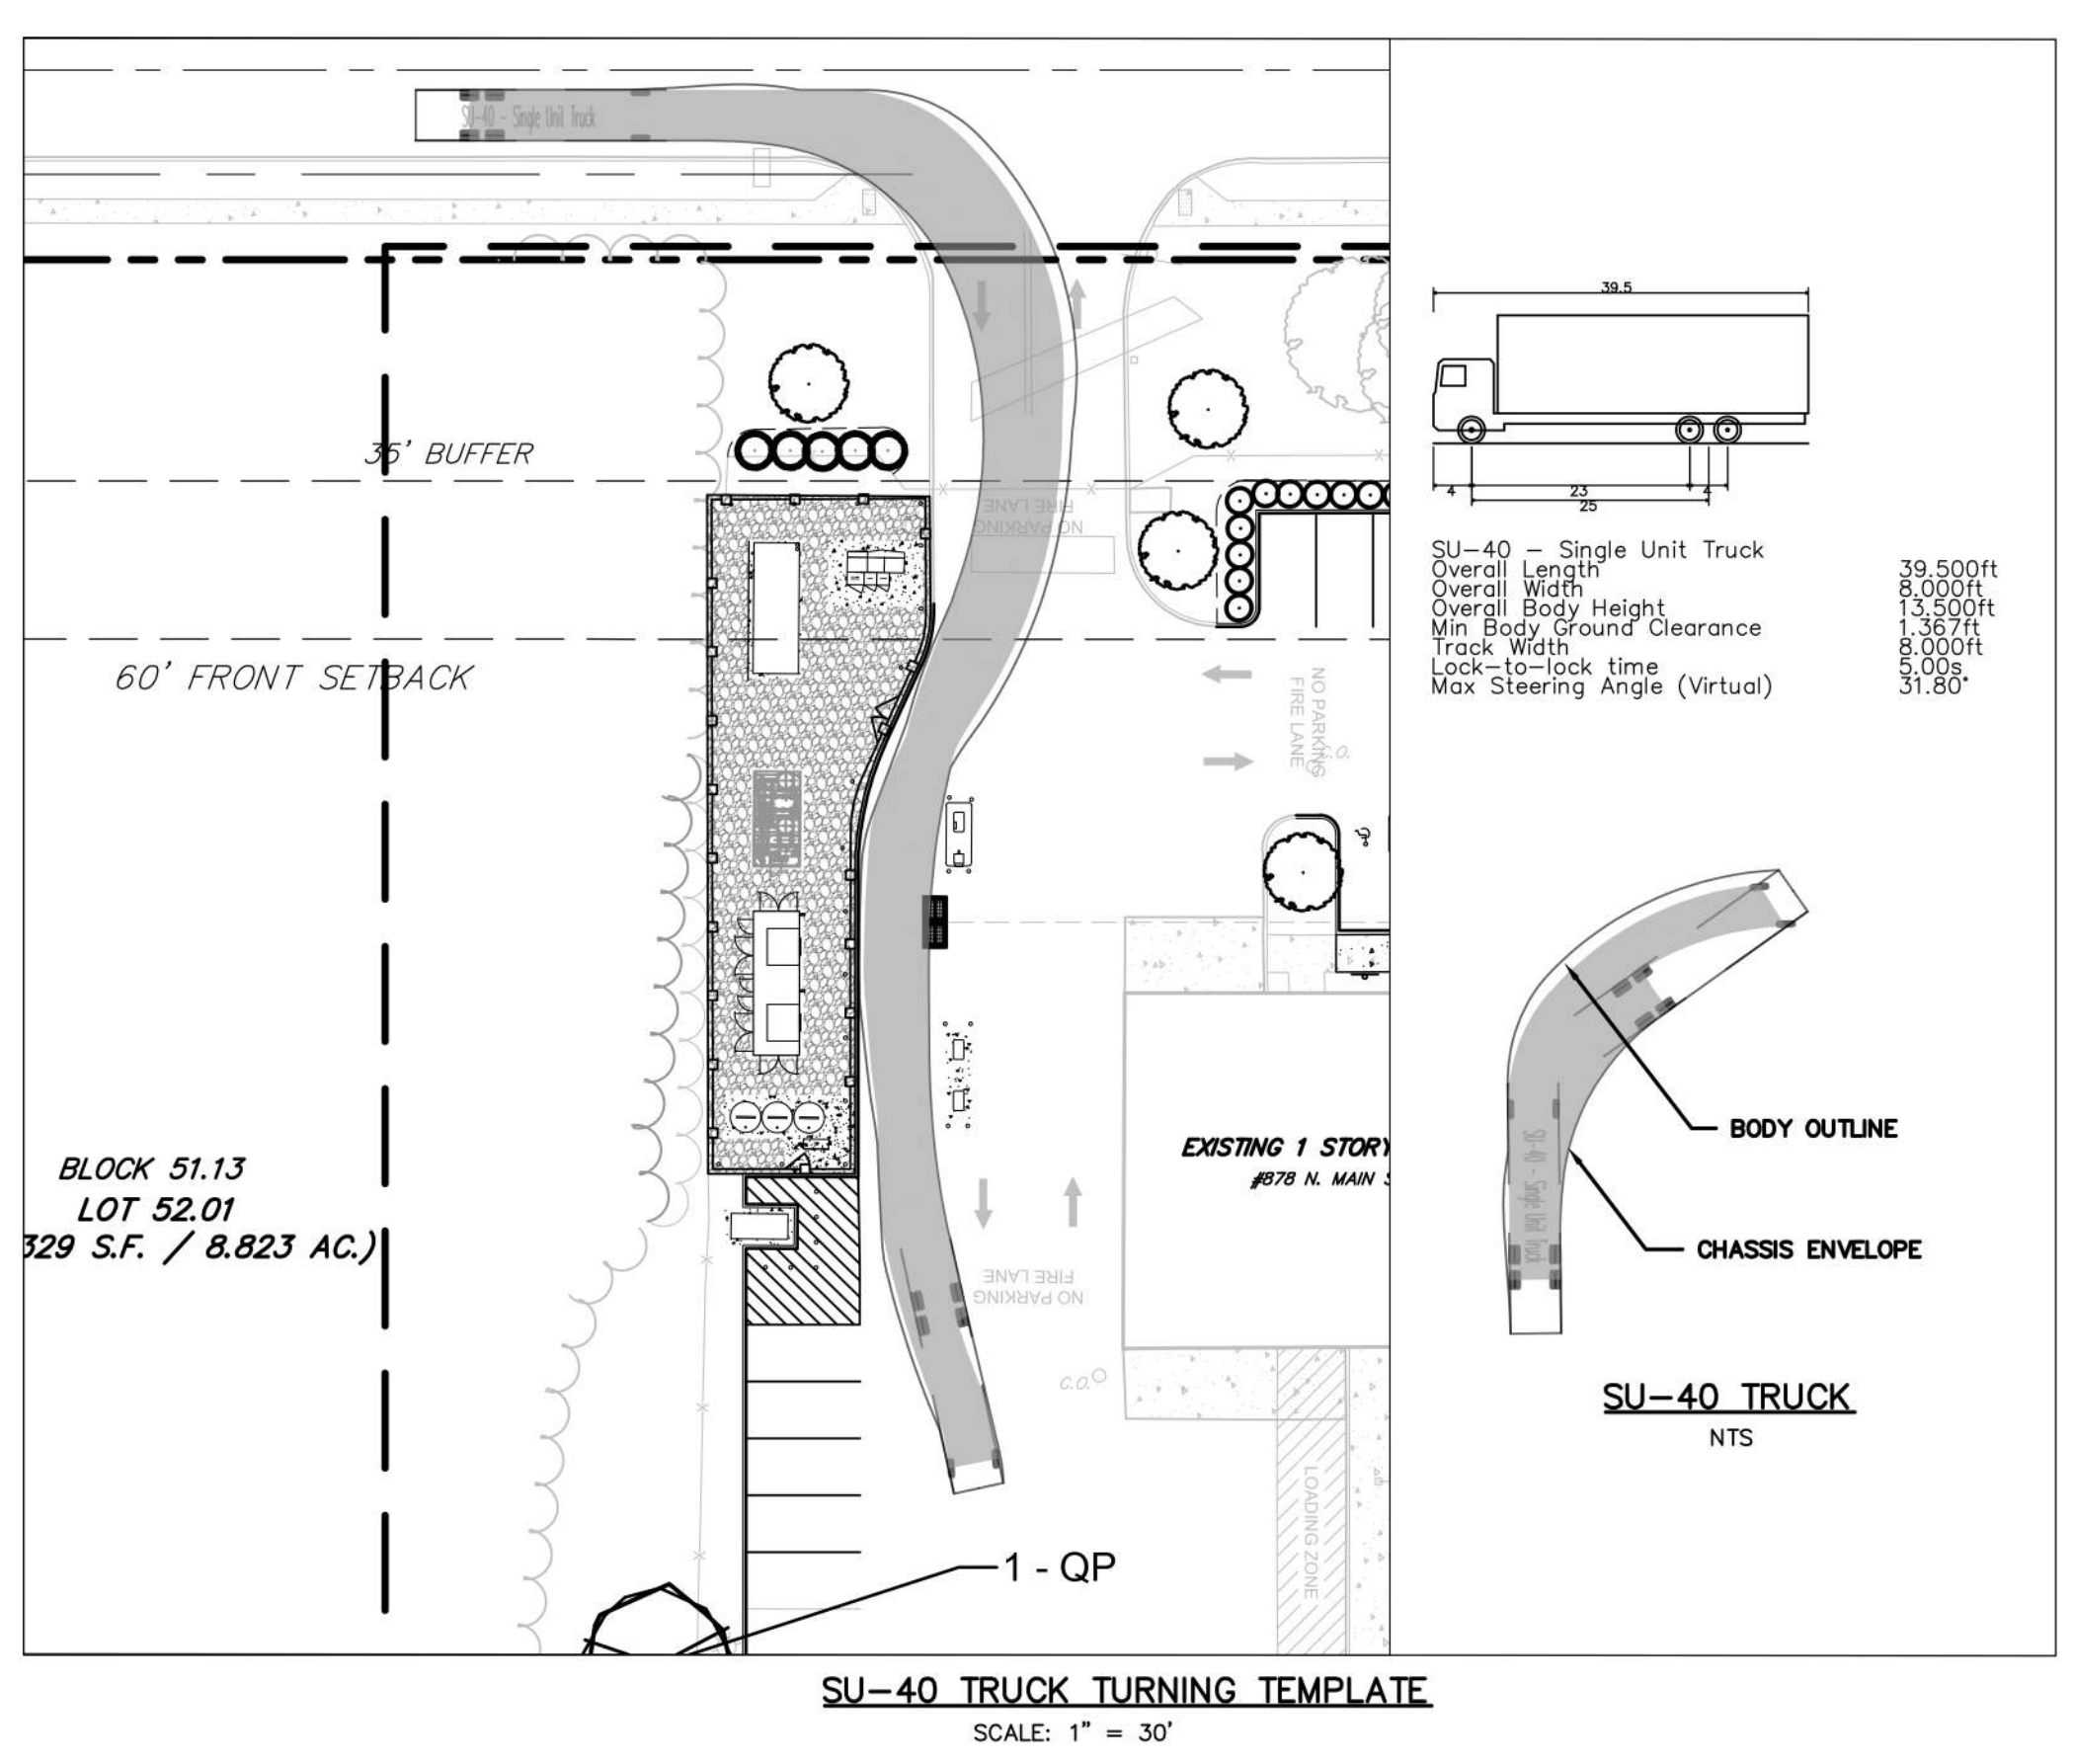 SU-40 - Single Unit Truck
35' BUFFER
FIRE LANE
NO PARKING
60' FRONT SETBACK
NO PARKING
FIRE LANE
C.O.
BLOCK 51.13
LOT 52.01
329 S.F. / 8.823 AC.)
EXISTING 1 STORY
#878 N. MAIN S
FIRE LANE
NO PARKING
C.O.
LOADING ZONE
1 - QP
39.5
4
23
4
25
SU-40 - Single Unit Truck
Overall Length 39.500ft
Overall Width 8.000ft
Overall Body Height 13.500ft
Min Body Ground Clearance 1.367ft
Track Width 8.000ft
Lock-to-lock time 5.00s
Max Steering Angle (Virtual) 31.80°
BODY OUTLINE
SU-40 - Single Unit Truck
CHASSIS ENVELOPE
SU-40 TRUCK
NTS
SU-40 TRUCK TURNING TEMPLATE
SCALE: 1" = 30'